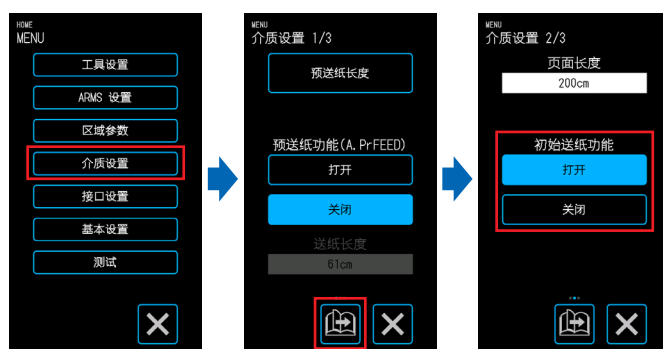 HOME
MENU
工具设置
ARMS 设置
区域参数
介质设置
接口设置
基本设置
测试
MENU
介质设置 1/3
预送纸长度
预送纸功能(A.PrFEED)
打开
关闭
送纸长度
61cm
MENU
介质设置 2/3
页面长度
200cm
初始送纸功能
打开
关闭